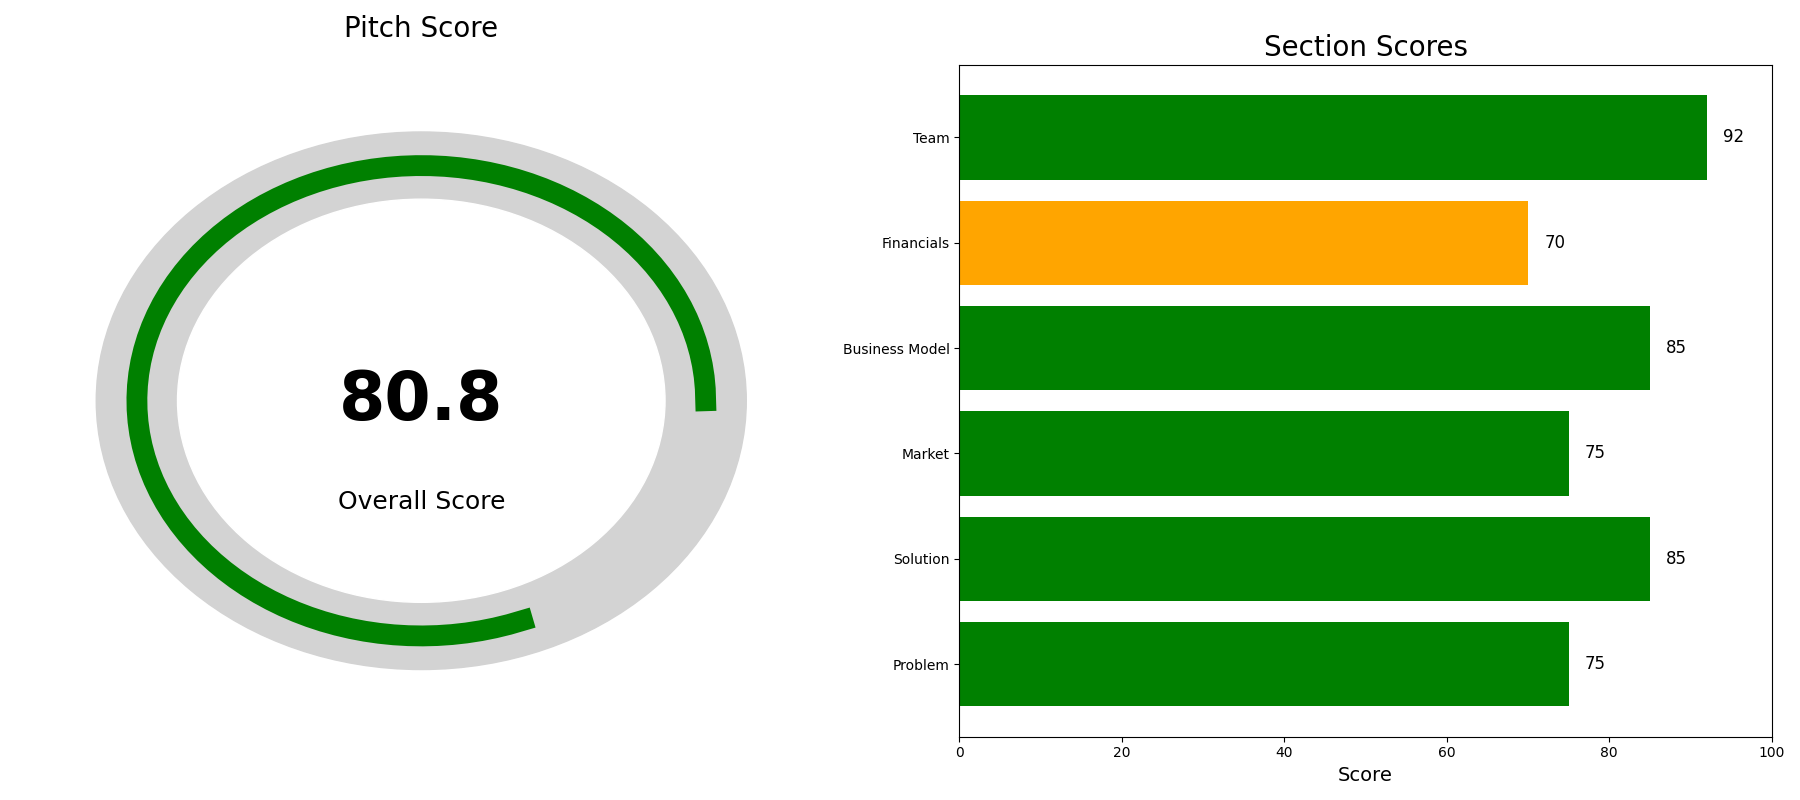 Pitch Score
80.8
Overall Score
Section Scores
Team 92
Financials 70
Business Model 85
Market 75
Solution 85
Problem 75
0 20 40 60 80 100
Score